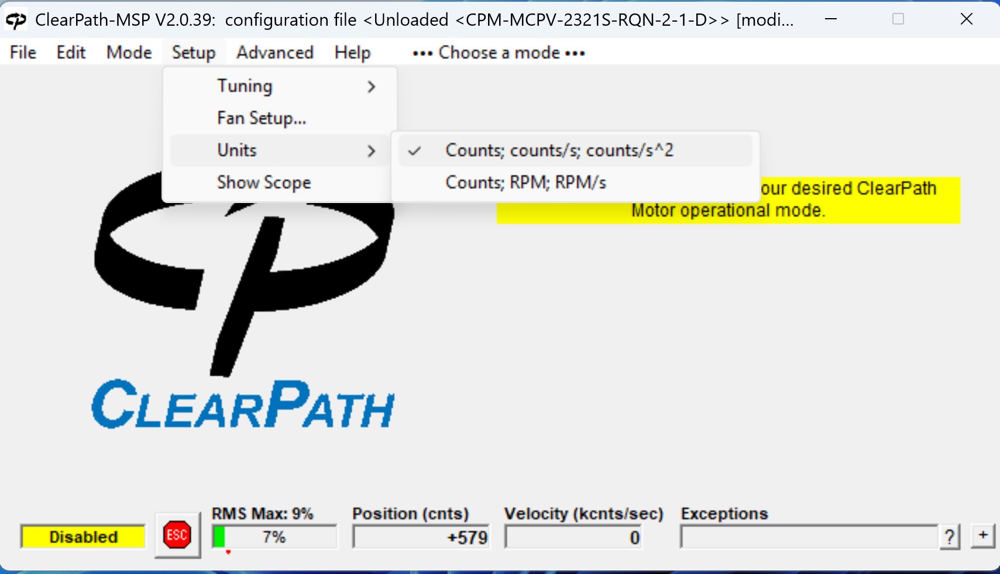 ClearPath-MSP V2.0.39: configuration file <Unloaded <CPM-MCPV-2321S-RQN-2-1-D>> [modi...
File Edit Mode Setup Advanced Help ••• Choose a mode •••
Tuning
Fan Setup...
Units
Show Scope
Counts; counts/s; counts/s^2
Counts; RPM; RPM/s
our desired ClearPath
Motor operational mode.
CLEARPATH
RMS Max: 9% Position (cnts) Velocity (kcnts/sec) Exceptions
Disabled ESC 7% +579 0 ? +